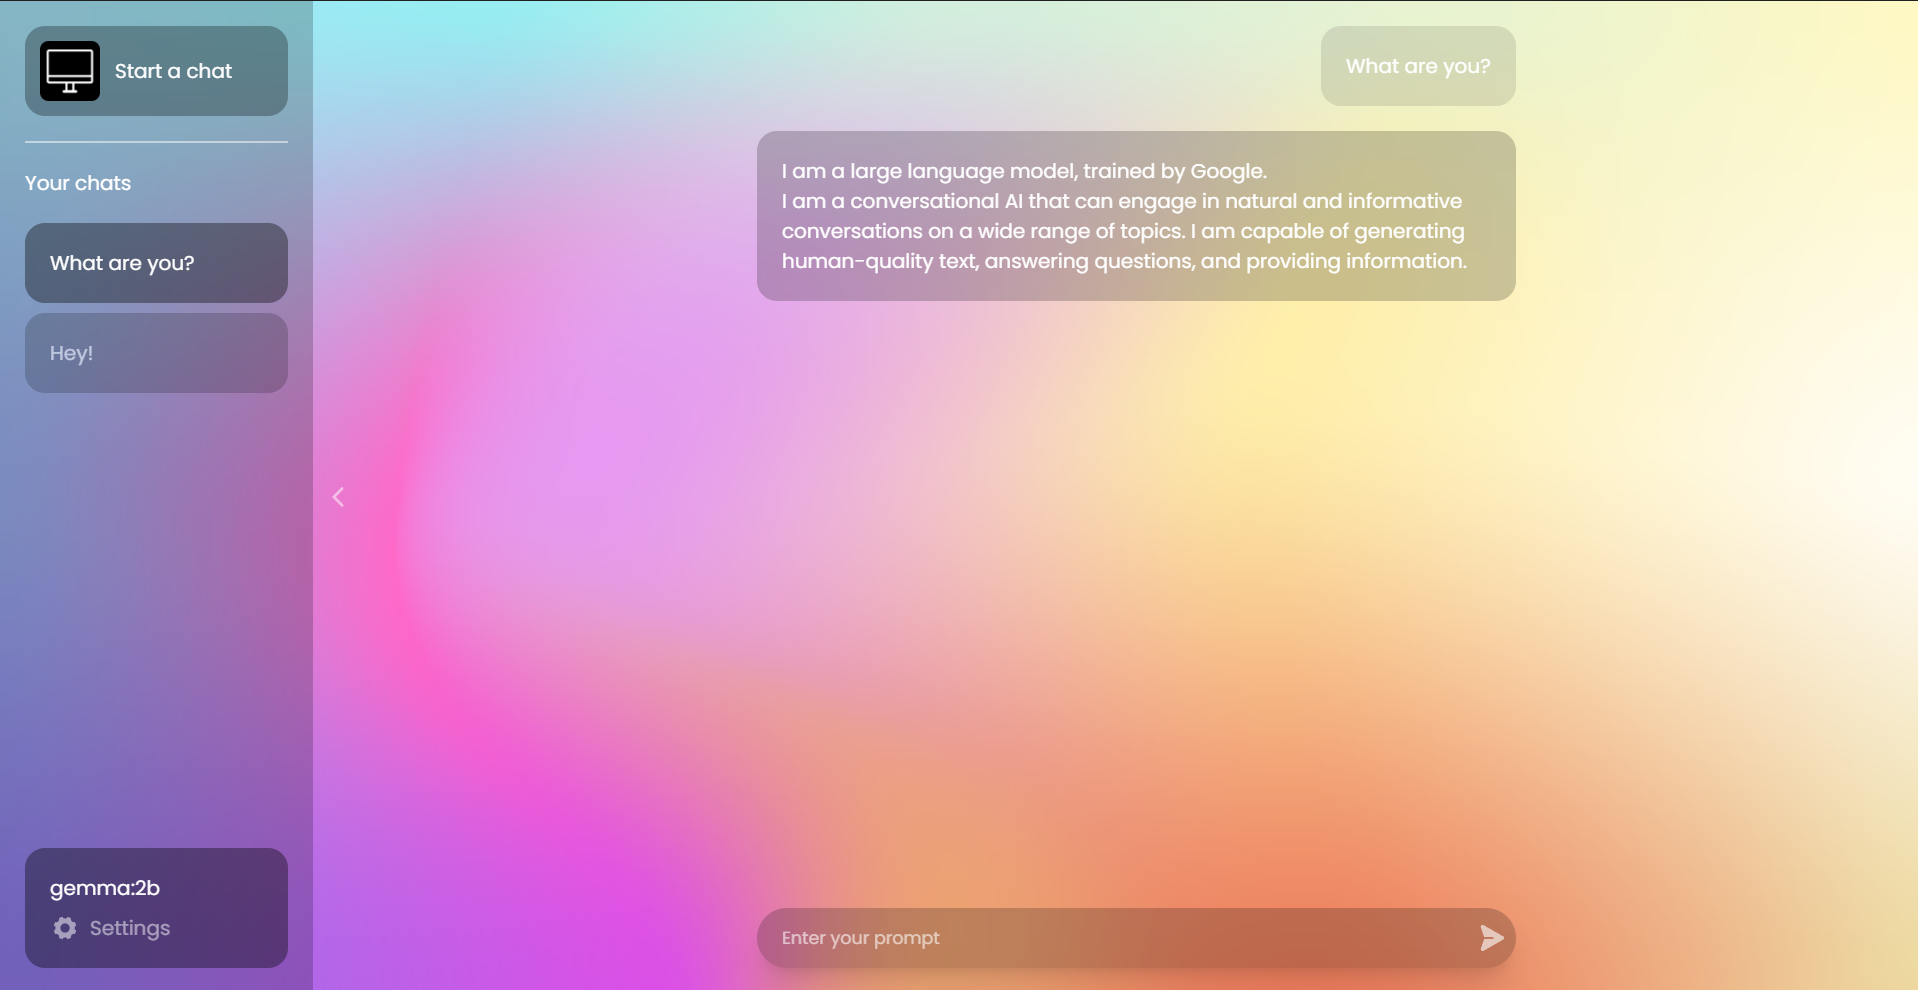 Start a chat
Your chats
What are you?
Hey!
gemma:2b
Settings
What are you?
I am a large language model, trained by Google.
I am a conversational AI that can engage in natural and informative
conversations on a wide range of topics. I am capable of generating
human-quality text, answering questions, and providing information.
Enter your prompt